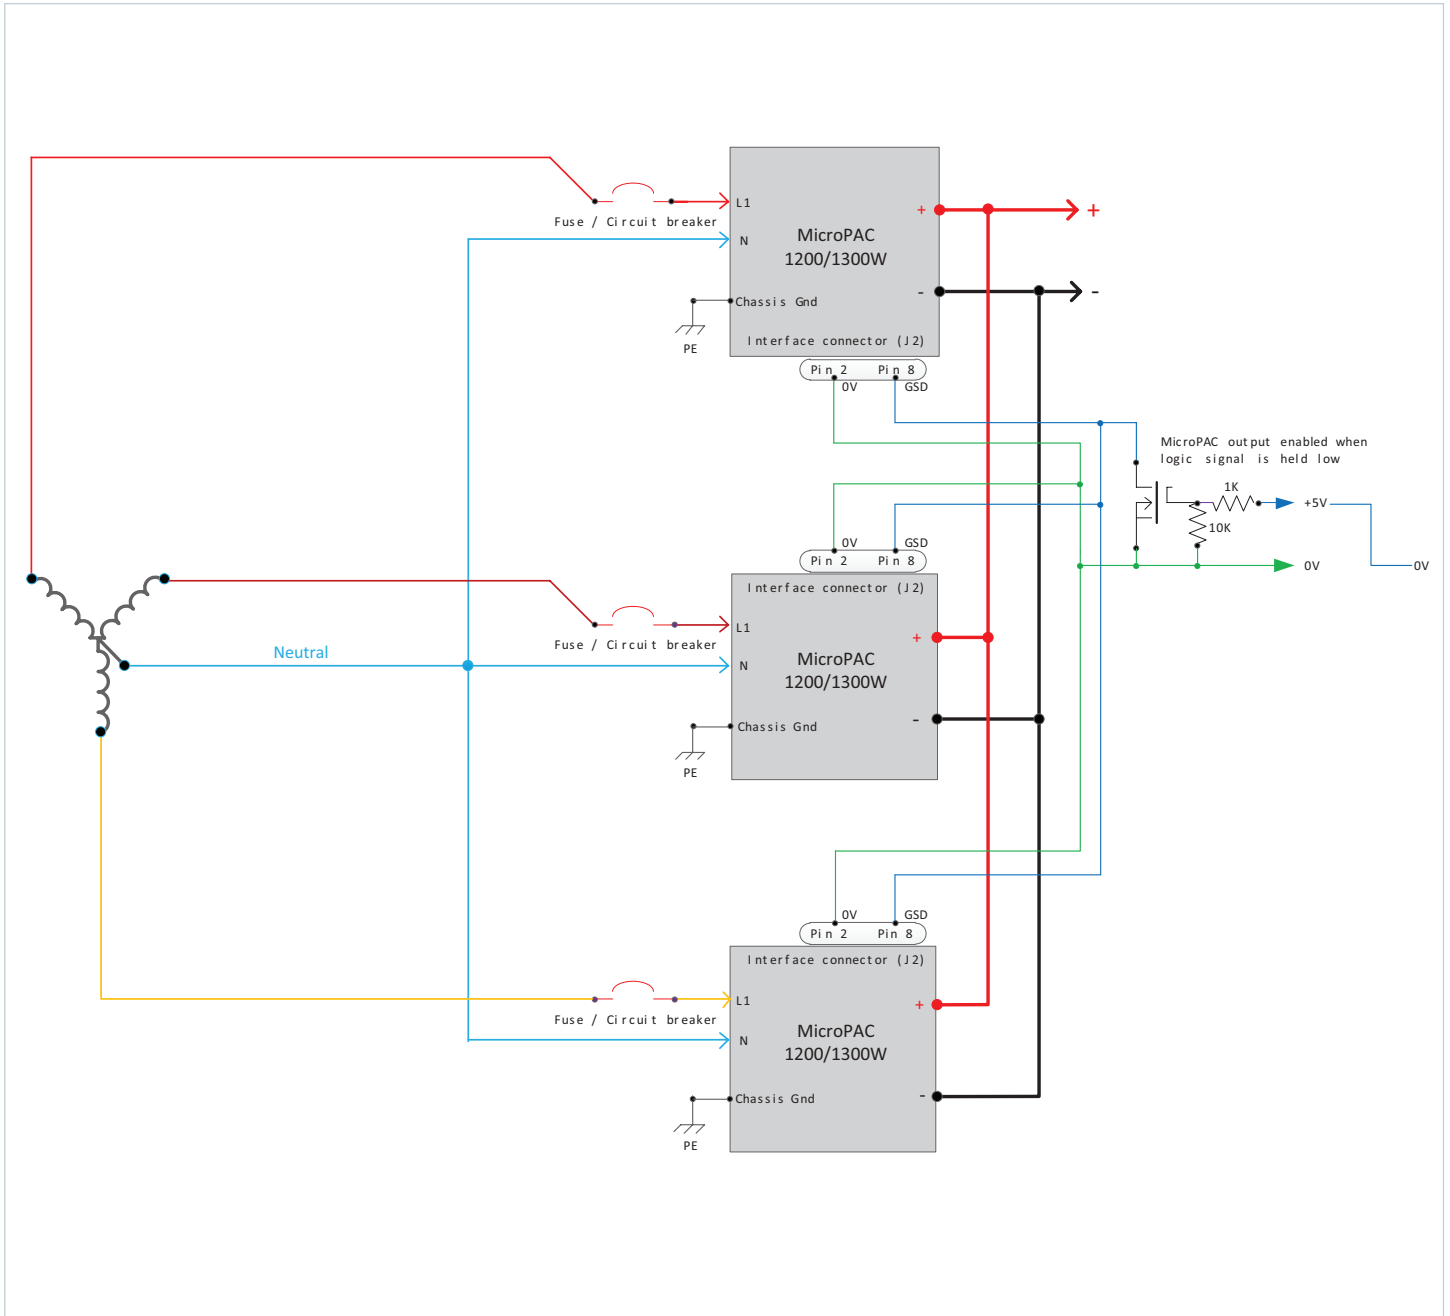 L1
Fuse / Circuit breaker
N
MicroPAC
1200/1300W
+
+
-
-
Chassis Gnd
PE
Interface connector (J2)
Pin 2
Pin 8
0V
GSD
MicroPAC output enabled when
logic signal is held low
1K
10K
+5V
0V
0V
0V
GSD
Pin 2
Pin 8
Interface connector (J2)
L1
Fuse / Circuit breaker
Neutral
N
MicroPAC
1200/1300W
+
-
Chassis Gnd
PE
0V
GSD
Pin 2
Pin 8
Interface connector (J2)
L1
Fuse / Circuit breaker
N
MicroPAC
1200/1300W
+
-
Chassis Gnd
PE